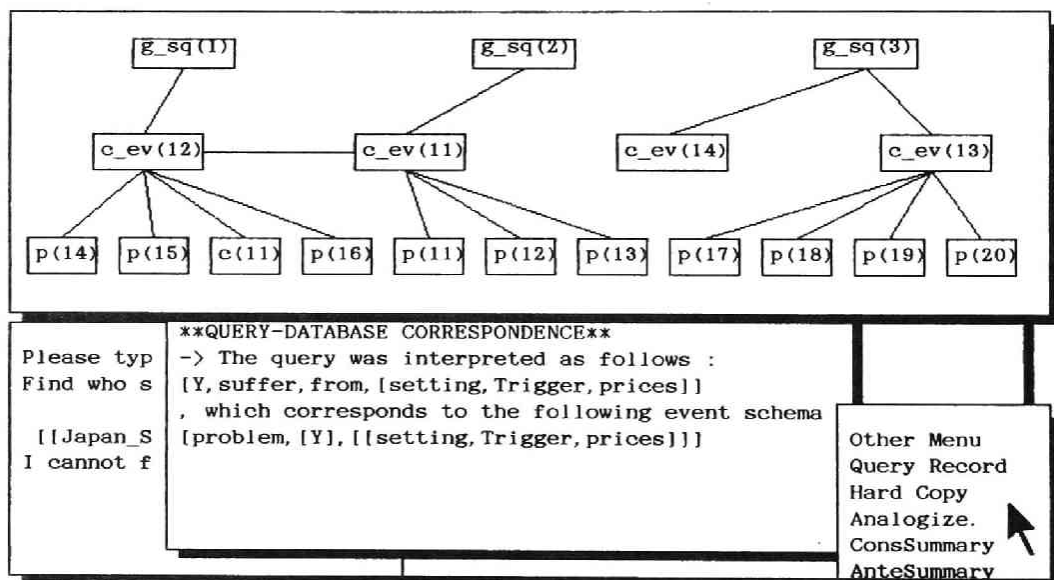 g_sq(1) g_sq(2) g_sq(3)
c_ev(12) c_ev(11) c_ev(14) c_ev(13)
p(14) p(15) c(11) p(16) p(11) p(12) p(13) p(17) p(18) p(19) p(20)
Please typ
Find who s
[[Japan_S
I cannot f
**QUERY-DATABASE CORRESPONDENCE**
-> The query was interpreted as follows :
[Y,suffer,from,[setting,Trigger,prices]]
, which corresponds to the following event schema
[problem,[Y],[[setting,Trigger,prices]]]
Other Menu
Query Record
Hard Copy
Analogize.
ConsSummary
AnteSummary